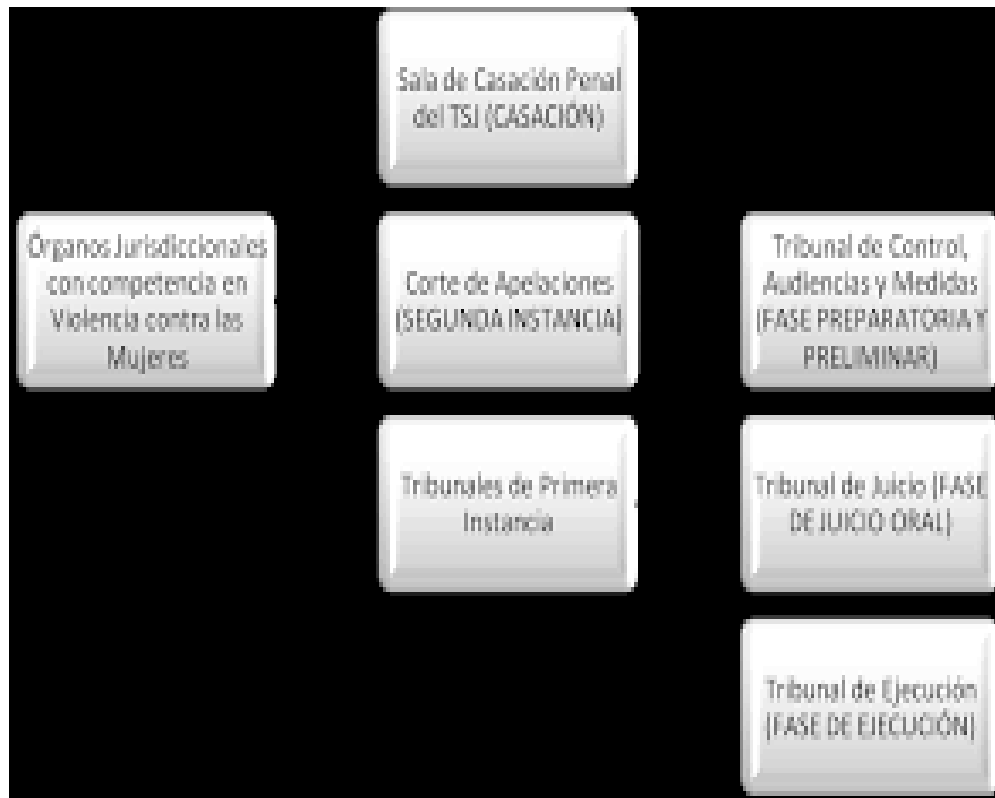 Sala de Casación Penal
del TSJ (CASACIÓN)
Órganos Jurisdiccionales
con competencia en
Violencia contra las
Mujeres
Corte de Apelaciones
(SEGUNDA INSTANCIA)
Tribunal de Control,
Audiencias y Medidas
(FASE PREPARATORIA Y
PRELIMINAR)
Tribunales de Primera
Instancia
Tribunal de Juicio (FASE
DE JUICIO ORAL)
Tribunal de Ejecución
(FASE DE EJECUCIÓN)